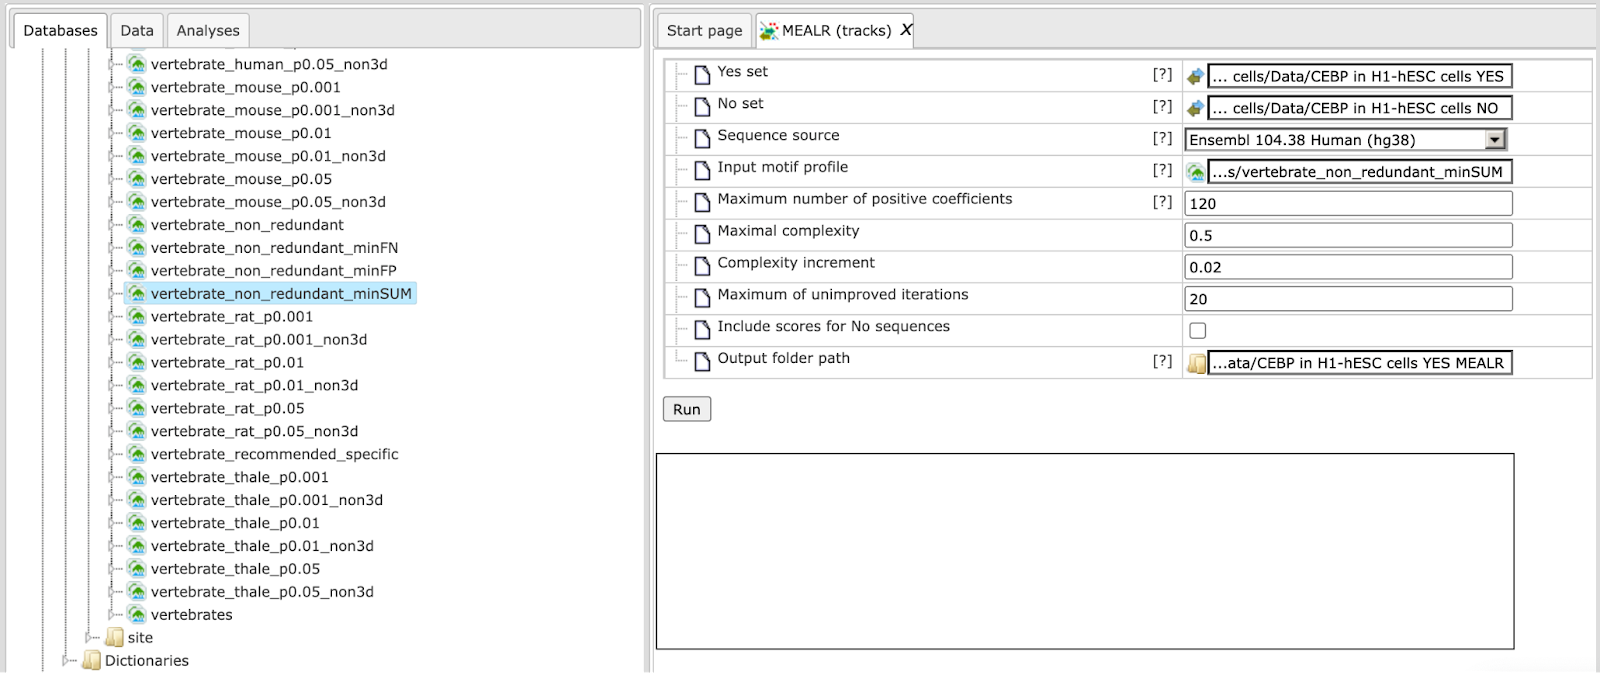 Databases Data Analyses
vertebrate_human_p0.05_non3d
vertebrate_mouse_p0.001
vertebrate_mouse_p0.001_non3d
vertebrate_mouse_p0.01
vertebrate_mouse_p0.01_non3d
vertebrate_mouse_p0.05
vertebrate_mouse_p0.05_non3d
vertebrate_non_redundant
vertebrate_non_redundant_minFN
vertebrate_non_redundant_minFP
vertebrate_non_redundant_minSUM
vertebrate_rat_p0.001
vertebrate_rat_p0.001_non3d
vertebrate_rat_p0.01
vertebrate_rat_p0.01_non3d
vertebrate_rat_p0.05
vertebrate_rat_p0.05_non3d
vertebrate_recommended_specific
vertebrate_thale_p0.001
vertebrate_thale_p0.001_non3d
vertebrate_thale_p0.01
vertebrate_thale_p0.01_non3d
vertebrate_thale_p0.05
vertebrate_thale_p0.05_non3d
vertebrates
site
Dictionaries
Start page MEALR (tracks) X
Yes set [?] ... cells/Data/CEBP in H1-hESC cells YES
No set [?] ... cells/Data/CEBP in H1-hESC cells NO
Sequence source [?] Ensembl 104.38 Human (hg38)
Input motif profile [?] ...s/vertebrate_non_redundant_minSUM
Maximum number of positive coefficients [?] 120
Maximal complexity 0.5
Complexity increment 0.02
Maximum of unimproved iterations 20
Include scores for No sequences
Output folder path [?] ...ata/CEBP in H1-hESC cells YES MEALR
Run